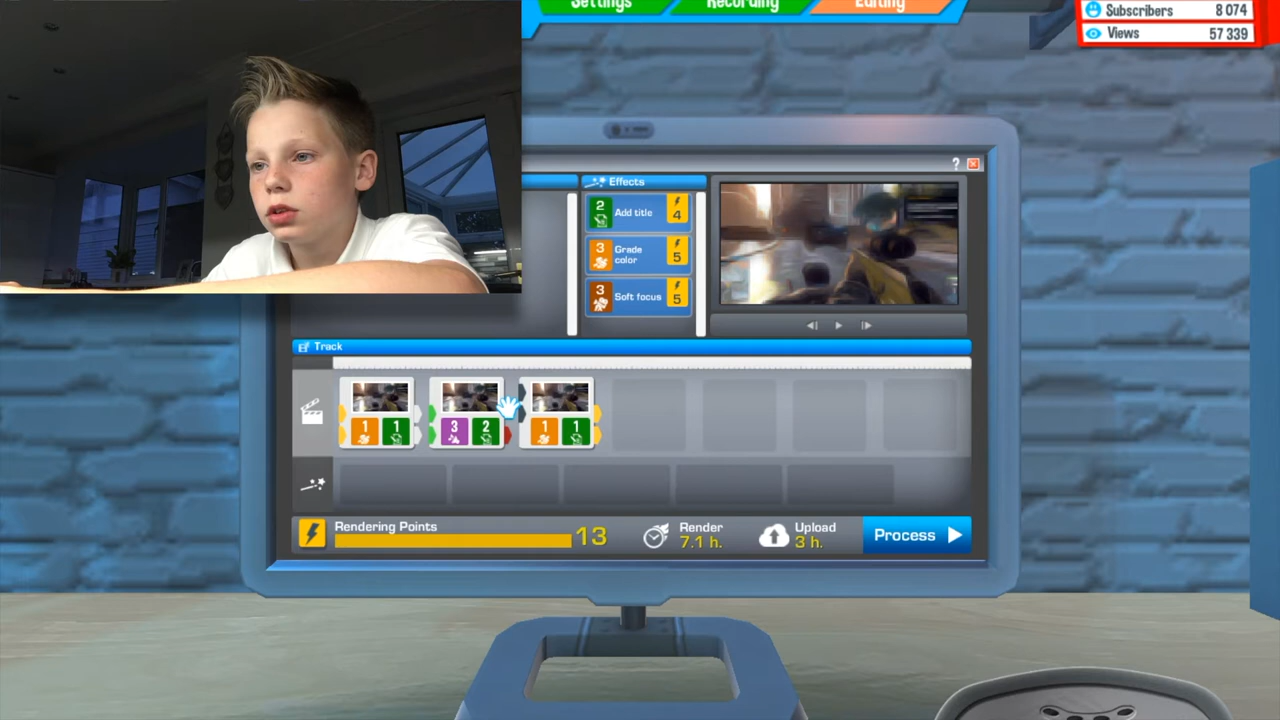 Settings
Recording
Editing
Subscribers 8 074
Views 57 339
?
Effects
2 Add title 4
3 Grade color 5
3 Soft focus 5
Track
1 1 3 2 1 1
Rendering Points 13
Render 7.1 h.
Upload 3 h.
Process